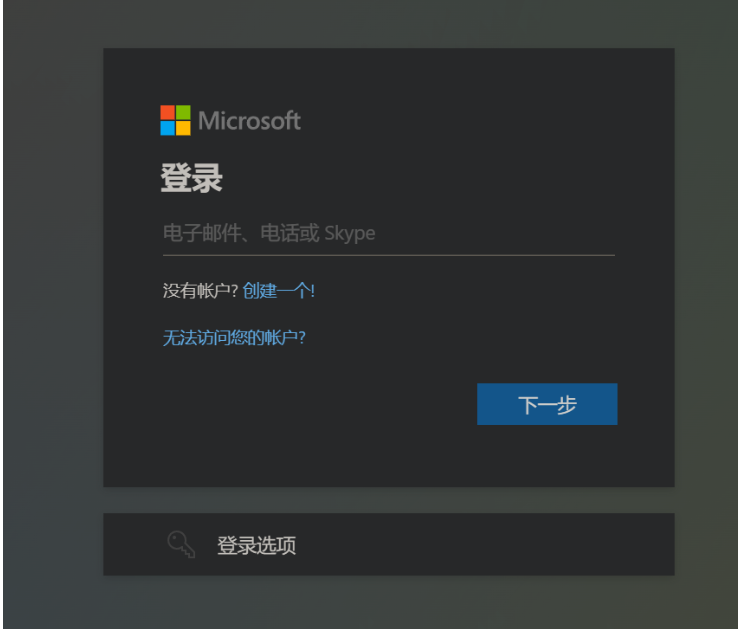 Microsoft
登录
电子邮件、电话或 Skype
没有帐户? 创建一个!
无法访问您的帐户?
下一步
登录选项